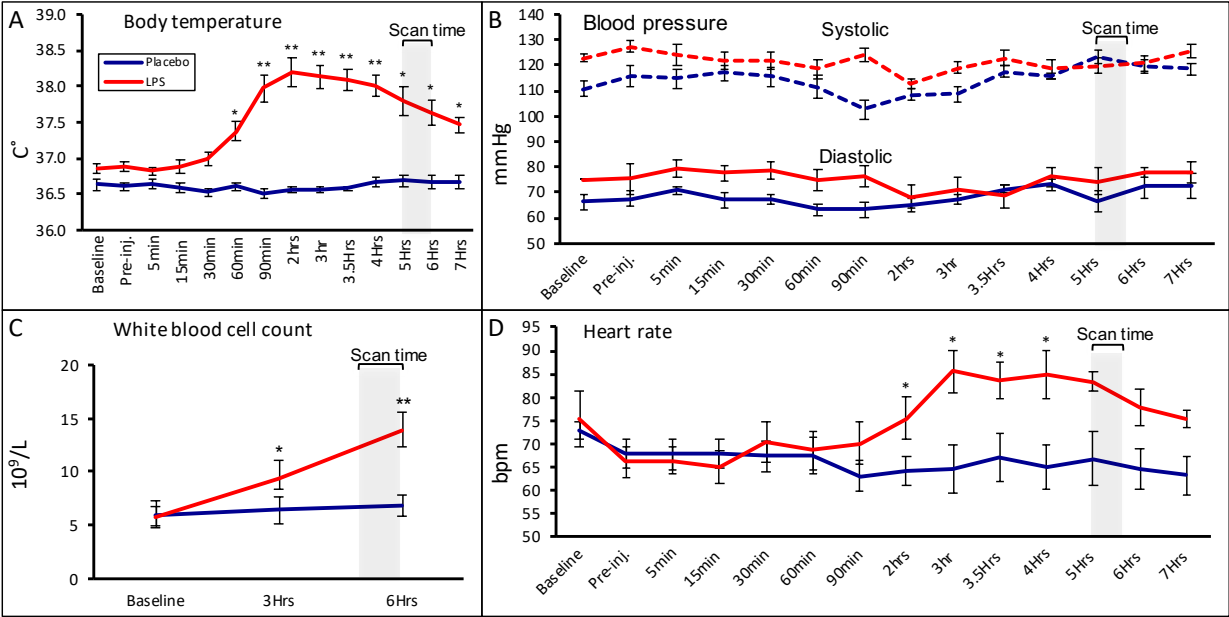 A
Body temperature
39.0
38.5
38.0
37.5
37.0
36.5
36.0
C°
Placebo
LPS
Scan time
*
**
**
**
**
**
*
*
*
Baseline
Pre-inj.
5min
15min
30min
60min
90min
2hrs
3hr
3.5Hrs
4Hrs
5Hrs
6Hrs
7Hrs
B
Blood pressure
140
130
120
110
100
90
80
70
60
50
mmHg
Systolic
Diastolic
Scan time
Baseline
Pre-inj.
5min
15min
30min
60min
90min
2hrs
3hr
3.5Hrs
4Hrs
5Hrs
6Hrs
7Hrs
C
White blood cell count
Scan time
20
15
10
5
0
10⁹/L
*
**
Baseline
3Hrs
6Hrs
D
Heart rate
Scan time
95
90
85
80
75
70
65
60
55
50
bpm
*
*
*
*
Baseline
Pre-inj.
5min
15min
30min
60min
90min
2hrs
3hr
3.5Hrs
4Hrs
5Hrs
6Hrs
7Hrs